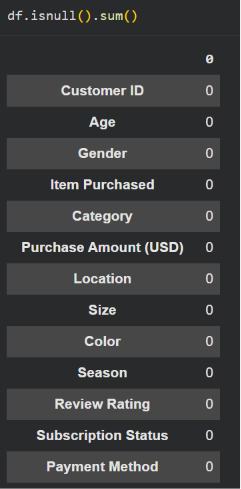 df.isnull().sum()
0
Customer ID 0
Age 0
Gender 0
Item Purchased 0
Category 0
Purchase Amount (USD) 0
Location 0
Size 0
Color 0
Season 0
Review Rating 0
Subscription Status 0
Payment Method 0